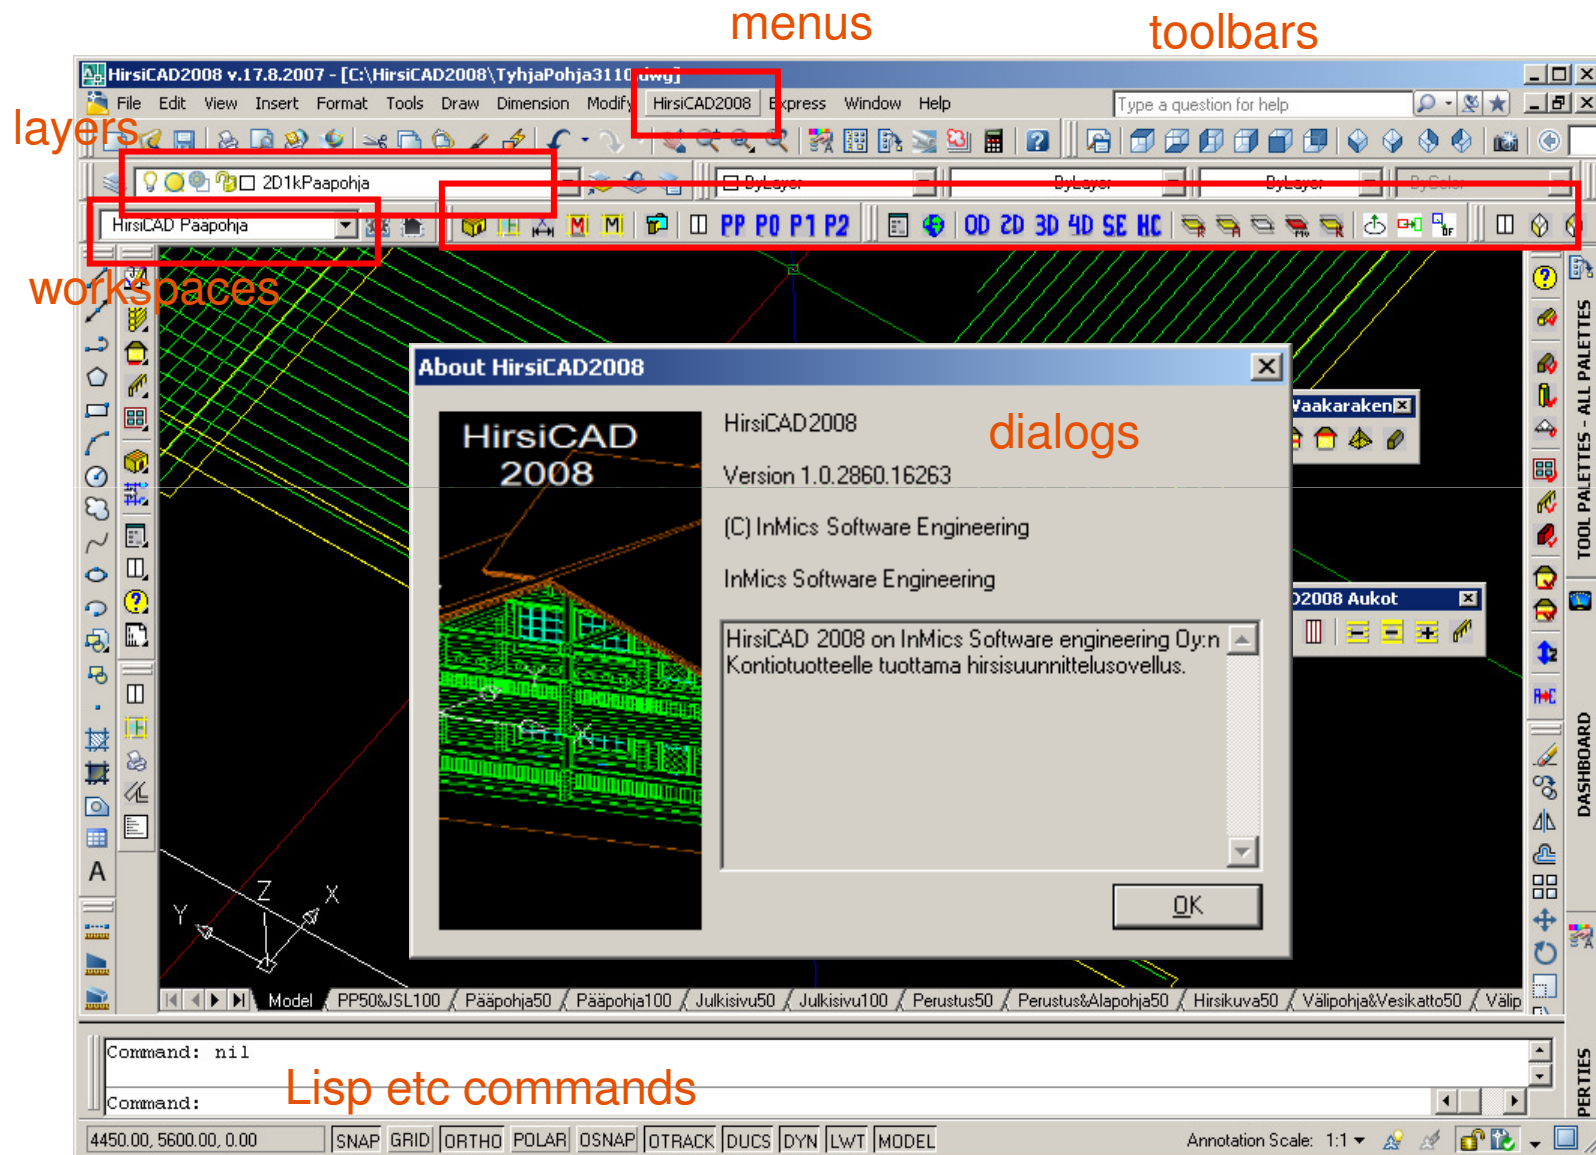 menus
toolbars
HirsiCAD2008 v.17.8.2007 - [C:\HirsiCAD2008\TyhjaPohja3110.dwg]
File Edit View Insert Format Tools Draw Dimension Modify HirsiCAD2008 Express Window Help
Type a question for help
layers
2D1kPaapohja
ByLayer
ByLayer
ByLayer
ByColor
HirsiCAD Pääpohja
M M PP P0 P1 P2 0D 2D 3D 4D SE HC
workspaces
TOOL PALETTES - ALL PALETTES
About HirsiCAD2008
HirsiCAD
2008
HirsiCAD2008
dialogs
Version 1.0.2860.16263
(C) InMics Software Engineering
InMics Software Engineering
HirsiCAD 2008 on InMics Software engineering Oy:n
Kontiotuotteelle tuottama hirsisuunnittelusovellus.
OK
Vaakaraken
D2008 Aukot
DASHBOARD
A
Y Z X
Y
X
Model PP50&JSL100 Pääpohja50 Pääpohja100 Julkisivu50 Julkisivu100 Perustus50 Perustus&Alapohja50 Hirsikuva50 Välipohja&Vesikatto50 Välip
Command: nil
Lisp etc commands
Command:
PERTIES
4450.00, 5600.00, 0.00 SNAP GRID ORTHO POLAR OSNAP OTRACK DUCS DYN LWT MODEL Annotation Scale: 1:1